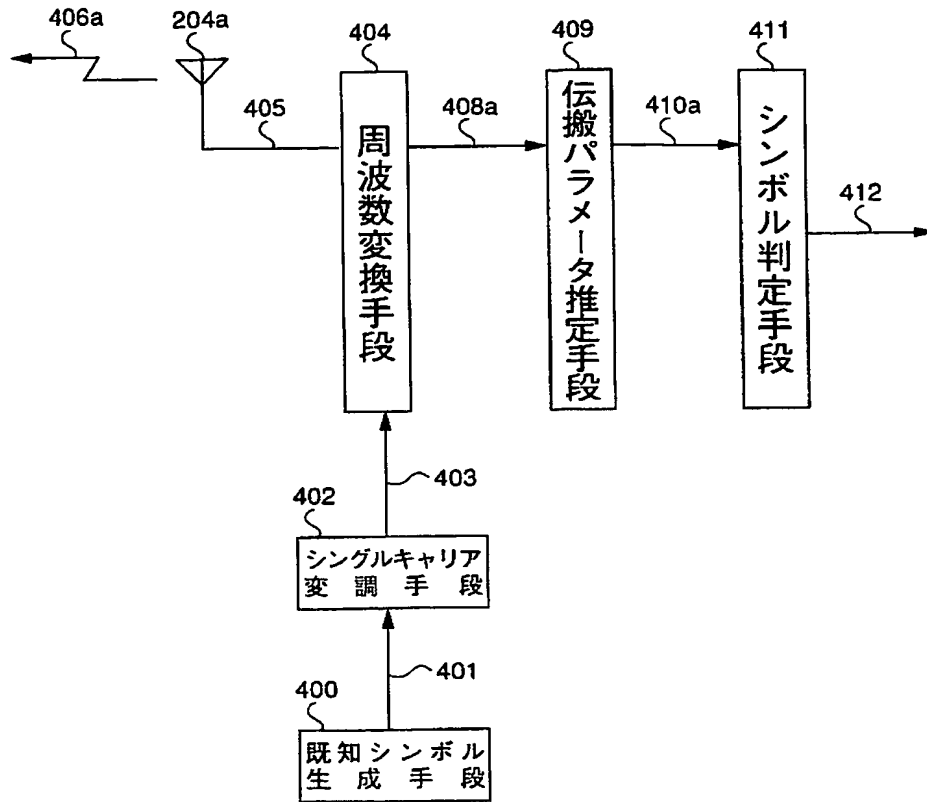 406a
204a
404
409
411
405
408a
410a
412
周波数変換手段
伝搬パラメータ推定手段
シンボル判定手段
403
402
シングルキャリア
変調手段
401
400
既知シンボル
生成手段